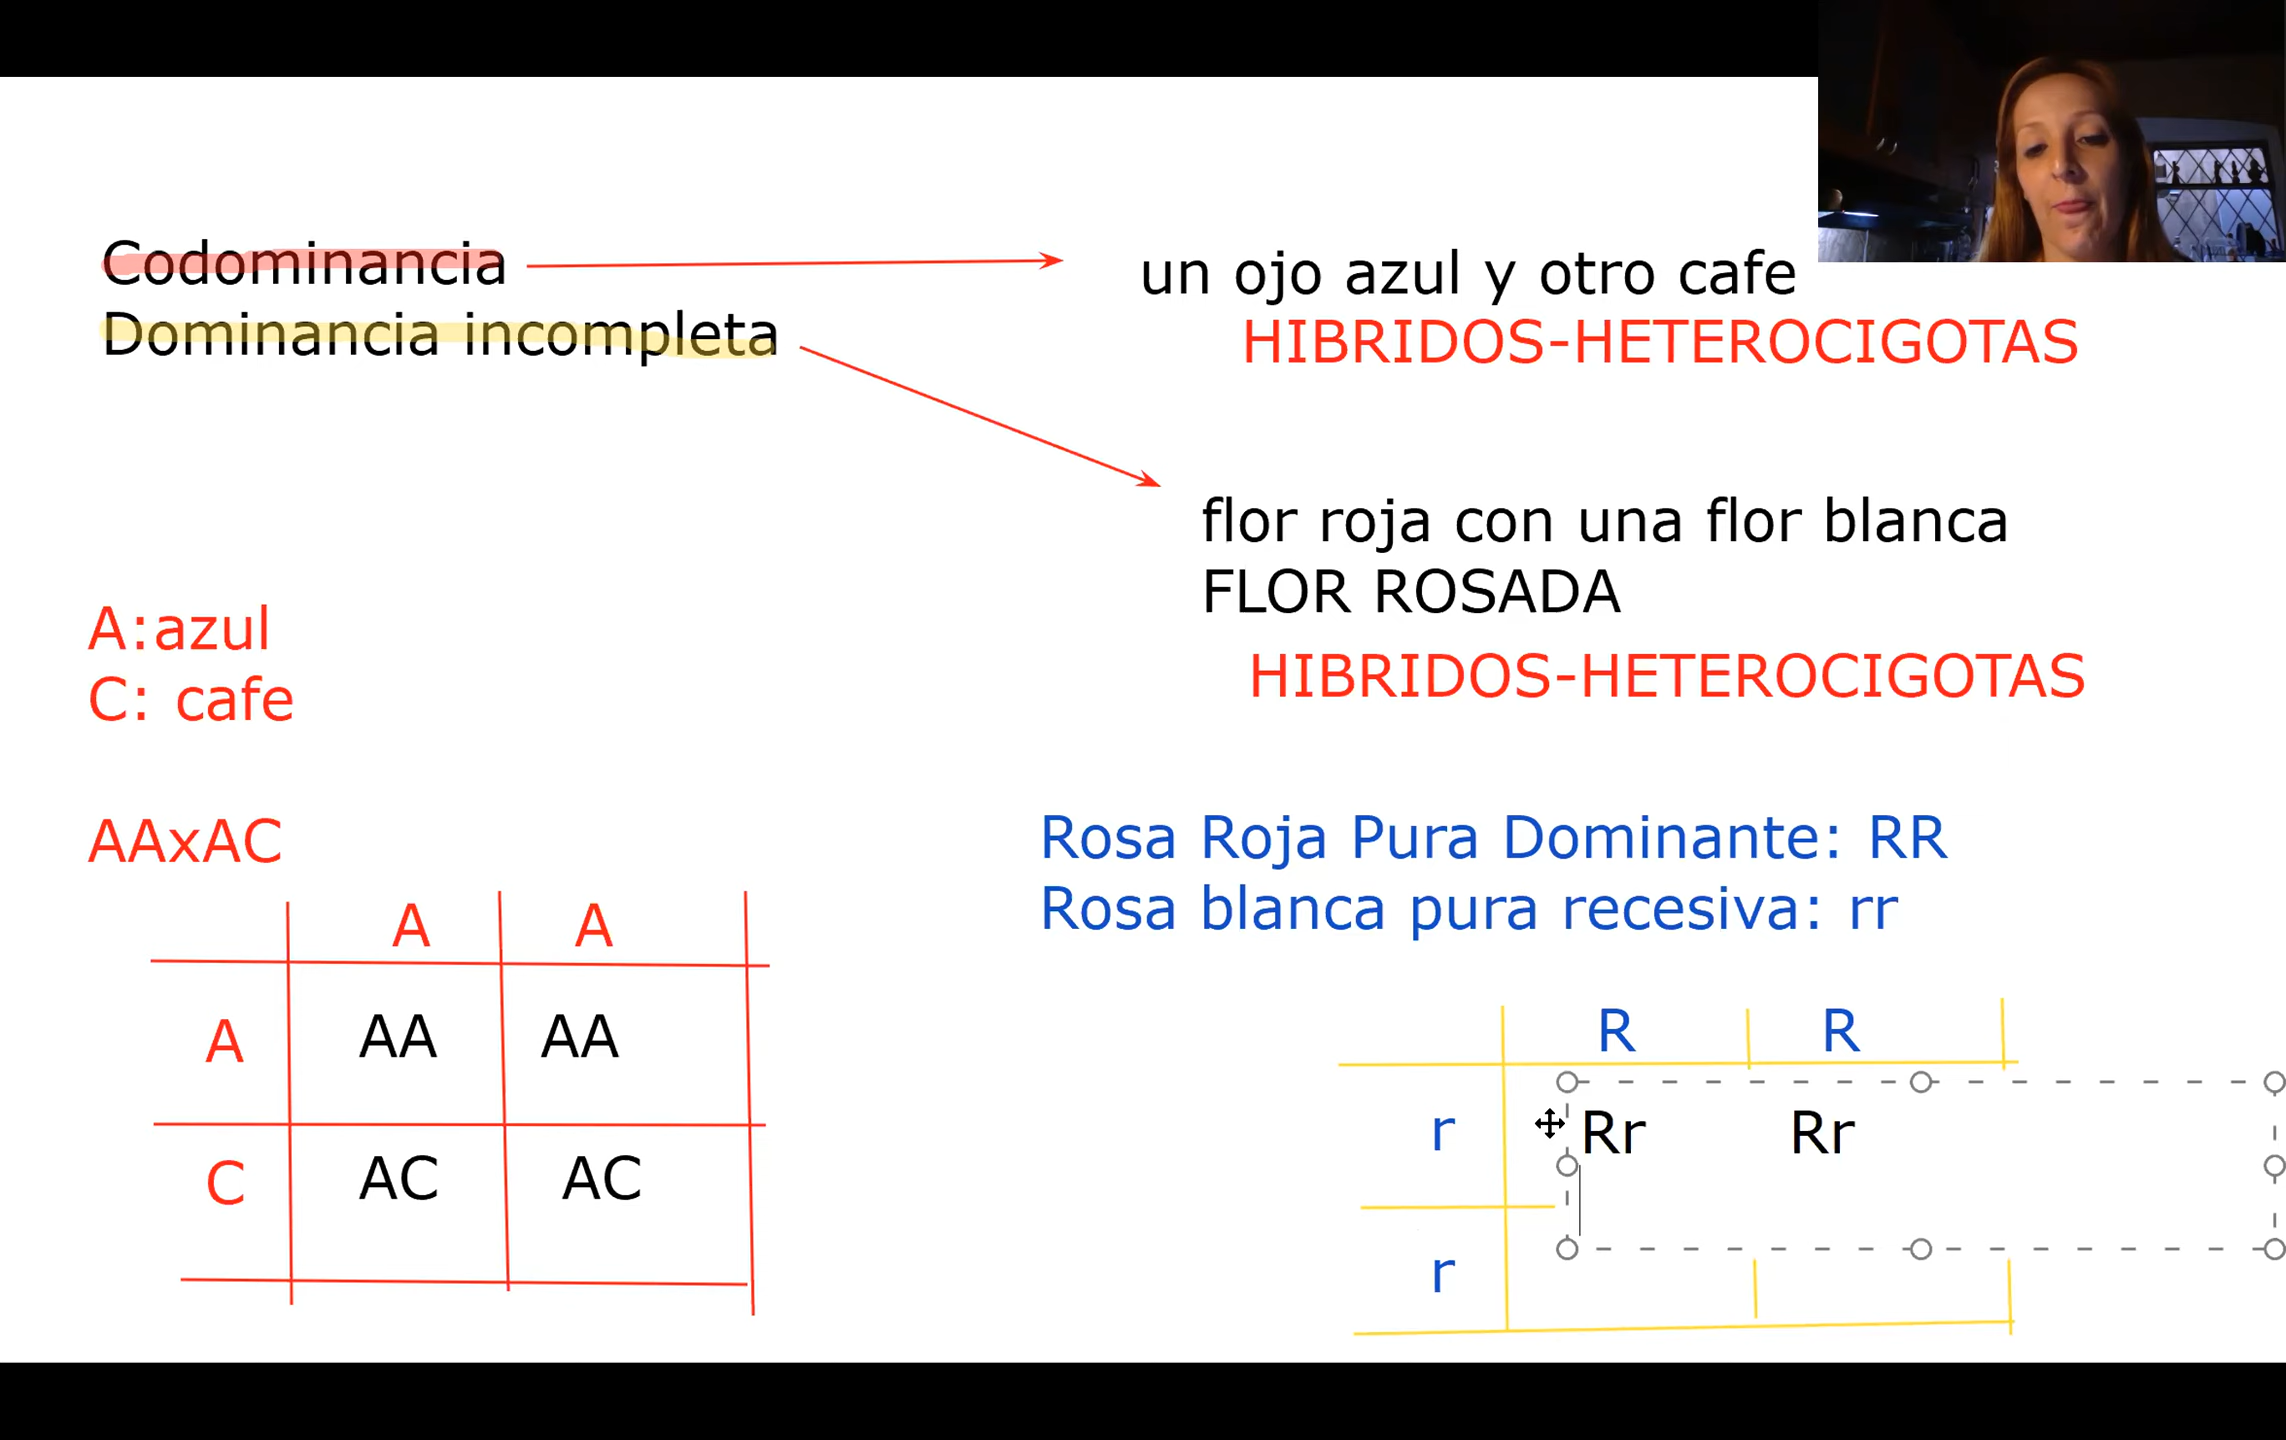 Codominancia
Dominancia incompleta
un ojo azul y otro cafe
HIBRIDOS-HETEROCIGOTAS
flor roja con una flor blanca
FLOR ROSADA
HIBRIDOS-HETEROCIGOTAS
A:azul
C: cafe
AAxAC
A A
A AA AA
C AC AC
Rosa Roja Pura Dominante: RR
Rosa blanca pura recesiva: rr
R R
r Rr Rr
r